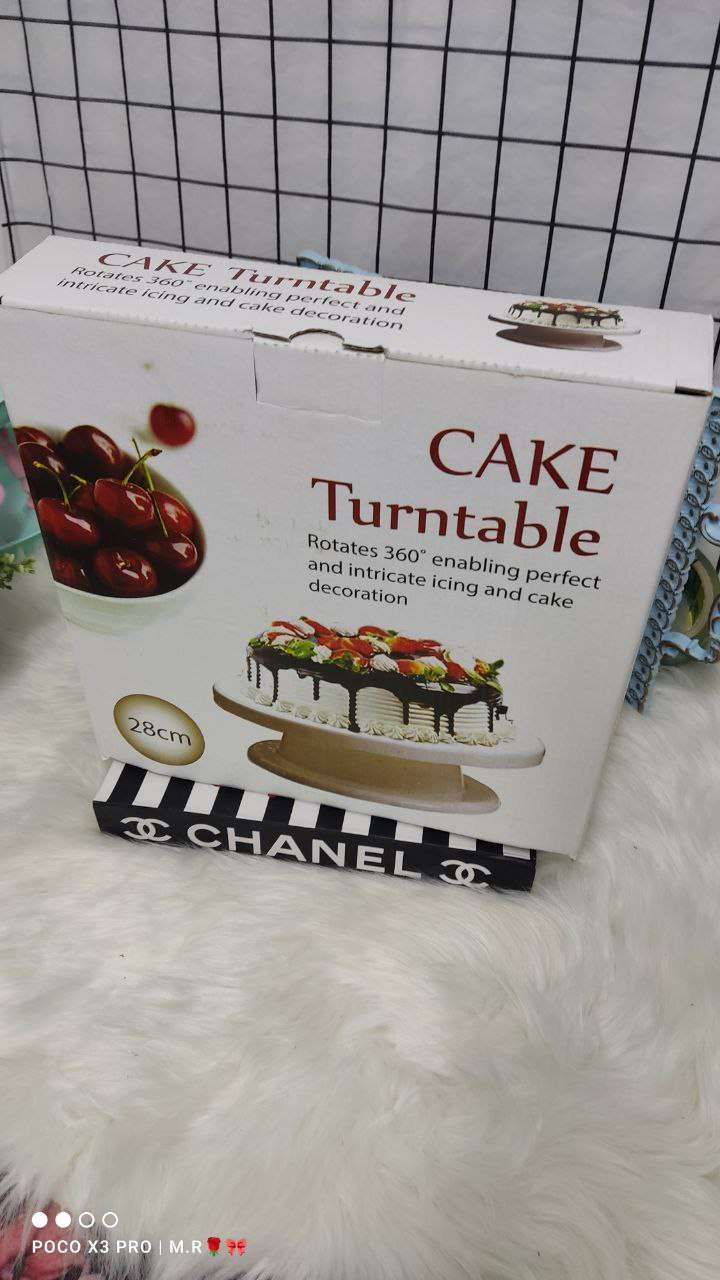 CAKE Turntable
Rotates 360° enabling perfect and
intricate icing and cake decoration
CAKE
Turntable
Rotates 360° enabling perfect
and intricate icing and cake
decoration
28cm
CHANEL
POCO X3 PRO | M.R🌹🎀